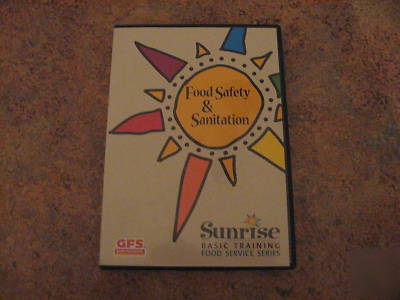 Food Safety
&
Sanitation
Sunrise
BASIC TRAINING
FOOD SERVICE SERIES
GFS